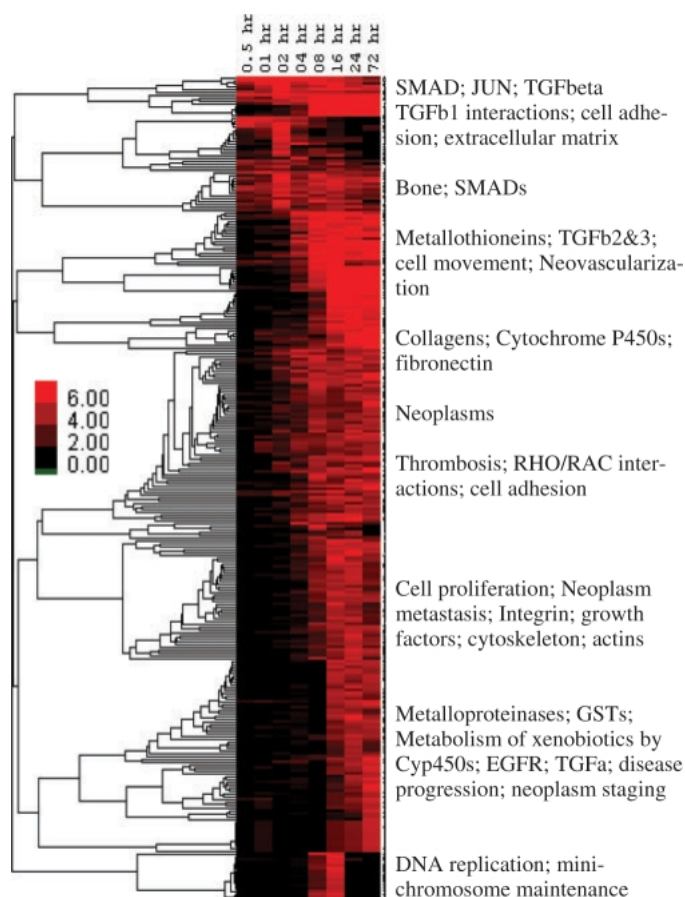 0.5 hr
01 hr
02 hr
04 hr
08 hr
16 hr
24 hr
72 hr
SMAD; JUN; TGFbeta
TGFb1 interactions; cell adhe-
sion; extracellular matrix
Bone; SMADs
Metallothioneins; TGFb2&3;
cell movement; Neovasculariza-
tion
Collagens; Cytochrome P450s;
fibronectin
6.00
4.00
2.00
0.00
Neoplasms
Thrombosis; RHO/RAC inter-
actions; cell adhesion
Cell proliferation; Neoplasm
metastasis; Integrin; growth
factors; cytoskeleton; actins
Metalloproteinases; GSTs;
Metabolism of xenobiotics by
Cyp450s; EGFR; TGFa; disease
progression; neoplasm staging
DNA replication; mini-
chromosome maintenance